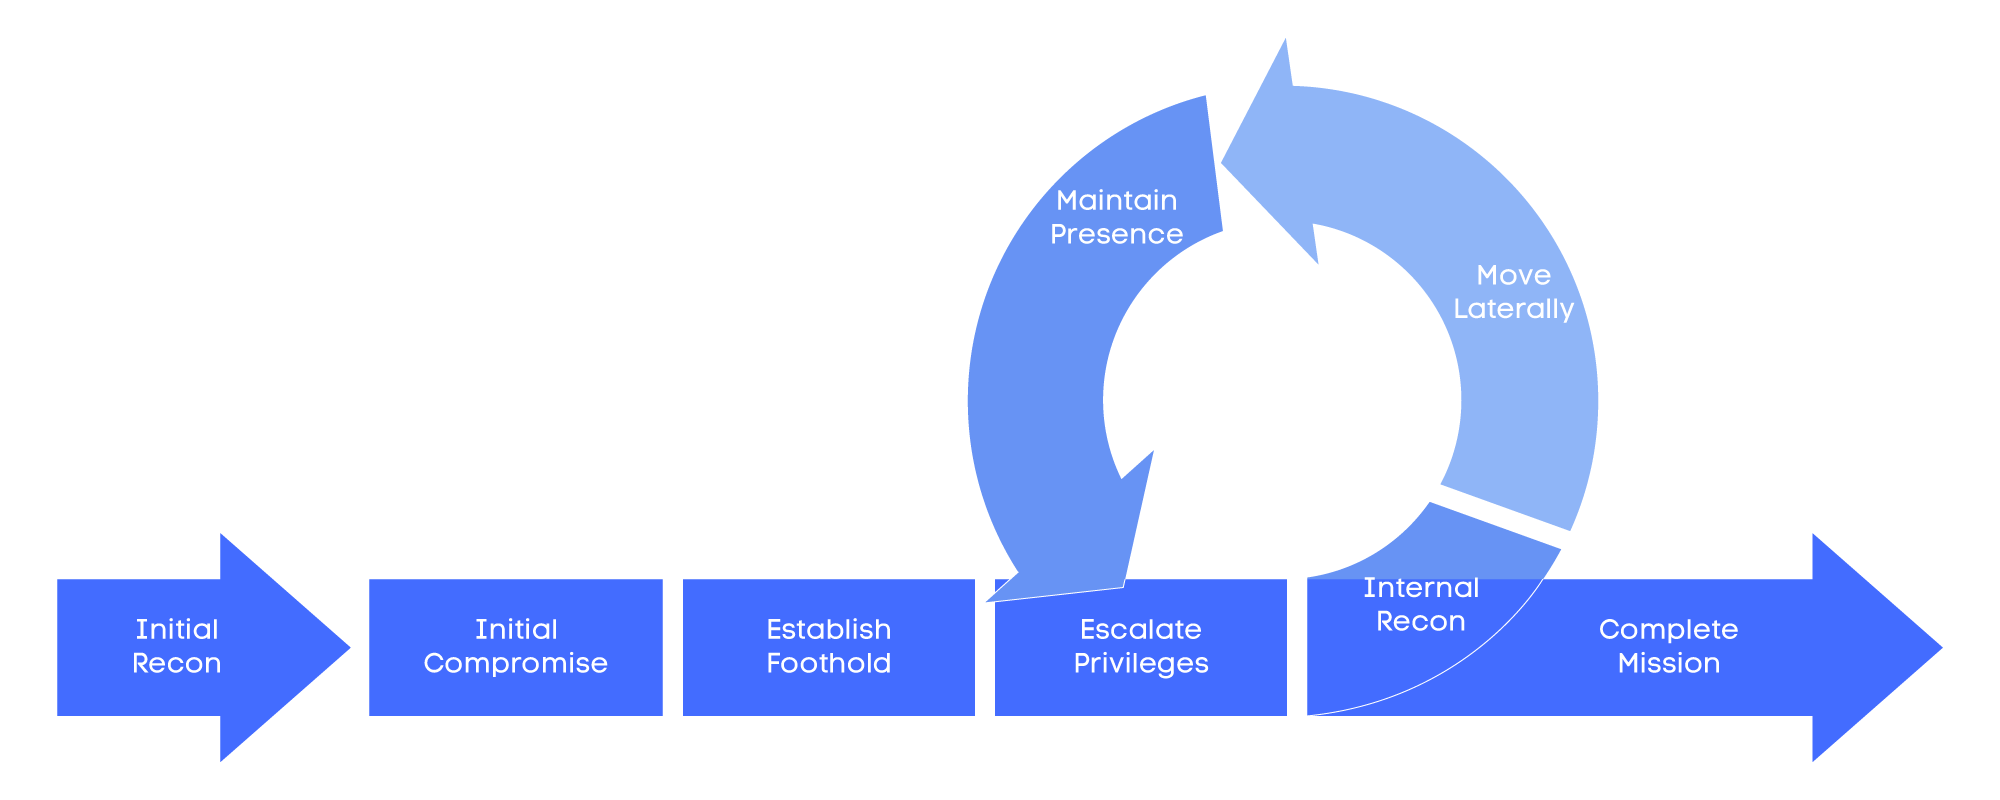 Maintain
Presence
Move
Laterally
Initial
Recon
Initial
Compromise
Establish
Foothold
Escalate
Privileges
Internal
Recon
Complete
Mission